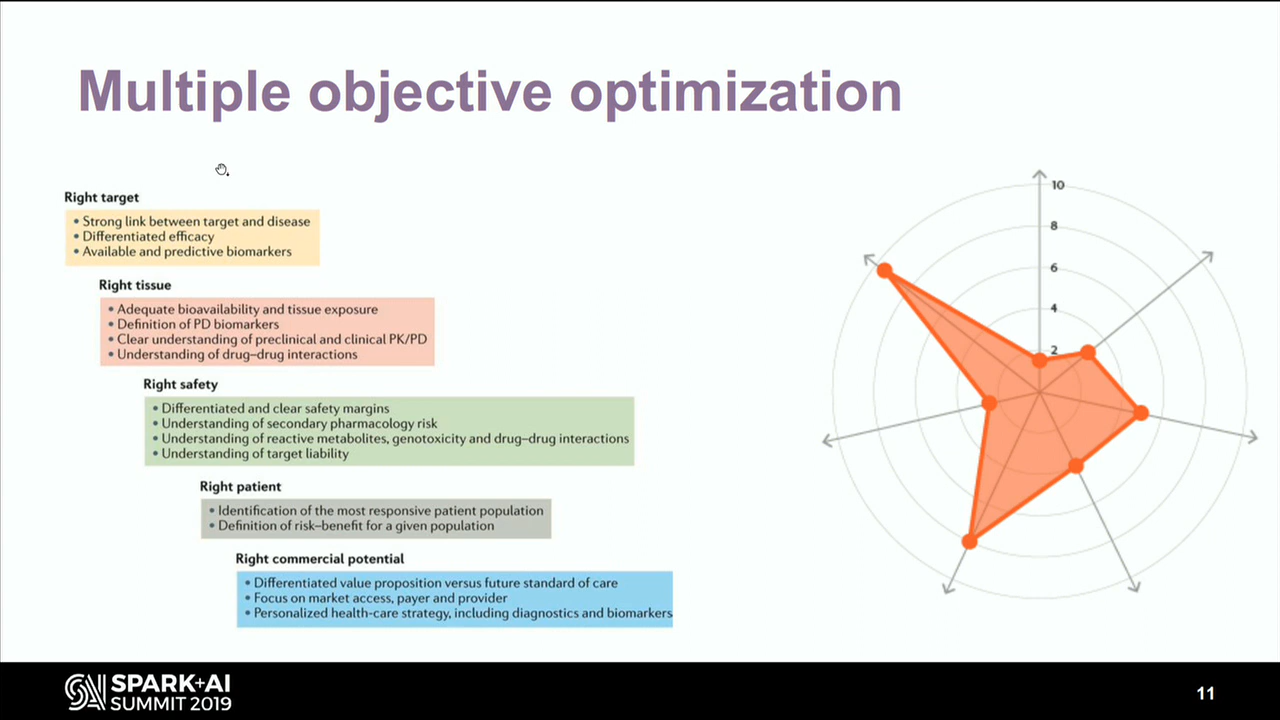 Multiple objective optimization
Right target
• Strong link between target and disease
• Differentiated efficacy
• Available and predictive biomarkers
Right tissue
• Adequate bioavailability and tissue exposure
• Definition of PD biomarkers
• Clear understanding of preclinical and clinical PK/PD
• Understanding of drug–drug interactions
Right safety
• Differentiated and clear safety margins
• Understanding of secondary pharmacology risk
• Understanding of reactive metabolites, genotoxicity and drug–drug interactions
• Understanding of target liability
Right patient
• Identification of the most responsive patient population
• Definition of risk–benefit for a given population
Right commercial potential
• Differentiated value proposition versus future standard of care
• Focus on market access, payer and provider
• Personalized health-care strategy, including diagnostics and biomarkers
10
8
6
4
2
SPARK+AI
SUMMIT 2019
11